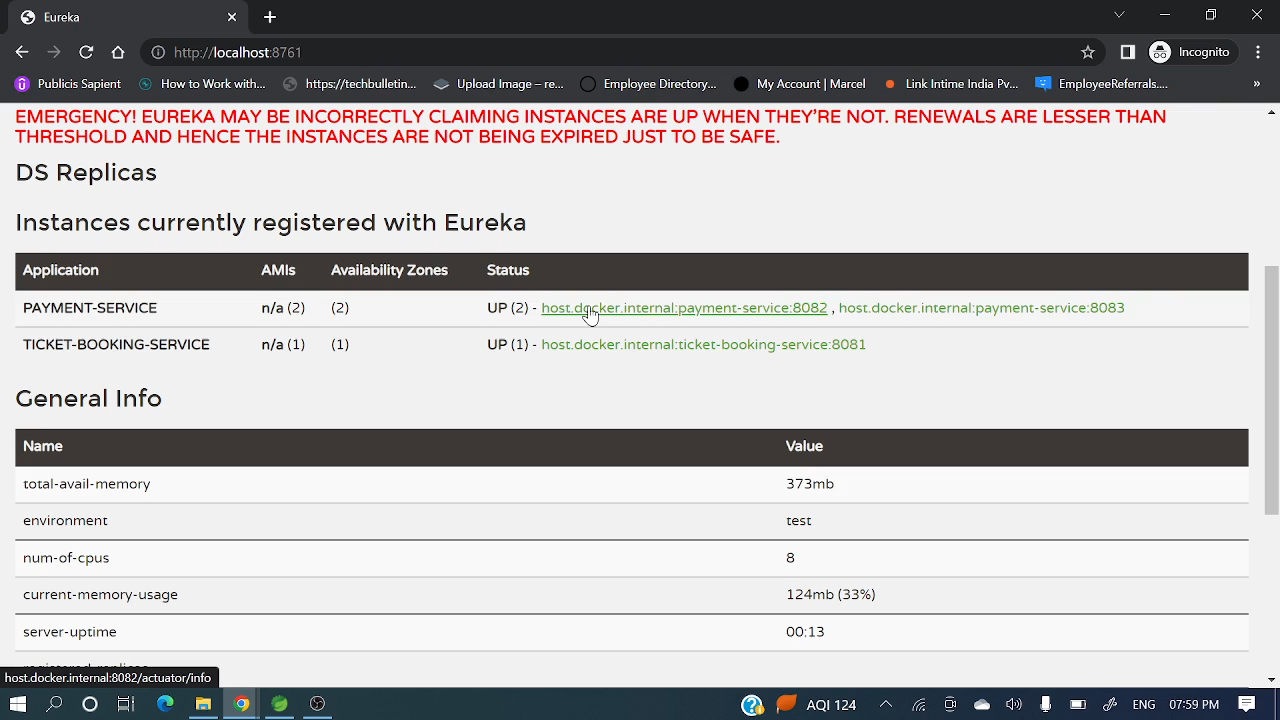 Eureka
http://localhost:8761
Incognito
Publicis Sapient
How to Work with...
https://techbulletin...
Upload Image – re...
Employee Directory,...
My Account | Marcel
Link Intime India Pv...
EmployeeReferrals....
»
EMERGENCY! EUREKA MAY BE INCORRECTLY CLAIMING INSTANCES ARE UP WHEN THEY'RE NOT. RENEWALS ARE LESSER THAN
THRESHOLD AND HENCE THE INSTANCES ARE NOT BEING EXPIRED JUST TO BE SAFE.
DS Replicas
Instances currently registered with Eureka
Application AMIs Availability Zones Status
PAYMENT-SERVICE n/a (2) (2) UP (2) - host.docker.internal:payment-service:8082 , host.docker.internal:payment-service:8083
TICKET-BOOKING-SERVICE n/a (1) (1) UP (1) - host.docker.internal:ticket-booking-service:8081
General Info
Name Value
total-avail-memory 373mb
environment test
num-of-cpus 8
current-memory-usage 124mb (33%)
server-uptime 00:13
registered-replicas
host.docker.internal:8082/actuator/info
AQI 124 ENG 07:59 PM